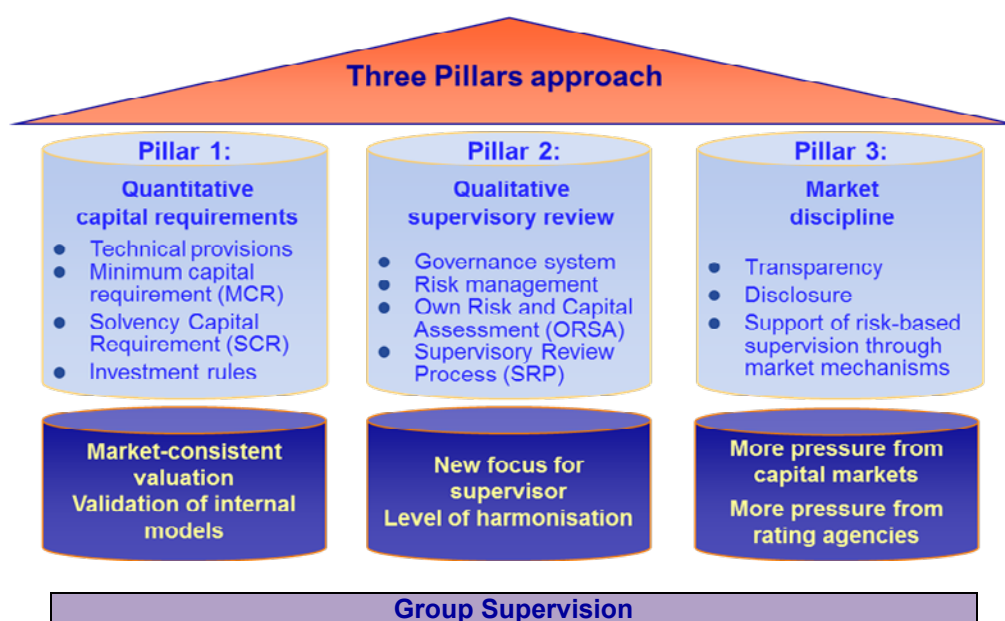 Three Pillars approach
Pillar 1:
Quantitative
capital requirements
Technical provisions
Minimum capital
requirement (MCR)
Solvency Capital
Requirement (SCR)
Investment rules
Market-consistent
valuation
Validation of internal
models
Pillar 2:
Qualitative
supervisory review
Governance system
Risk management
Own Risk and Capital
Assessment (ORSA)
Supervisory Review
Process (SRP)
New focus for
supervisor
Level of harmonisation
Pillar 3:
Market
discipline
Transparency
Disclosure
Support of risk-based
supervision through
market mechanisms
More pressure from
capital markets
More pressure from
rating agencies
Group Supervision